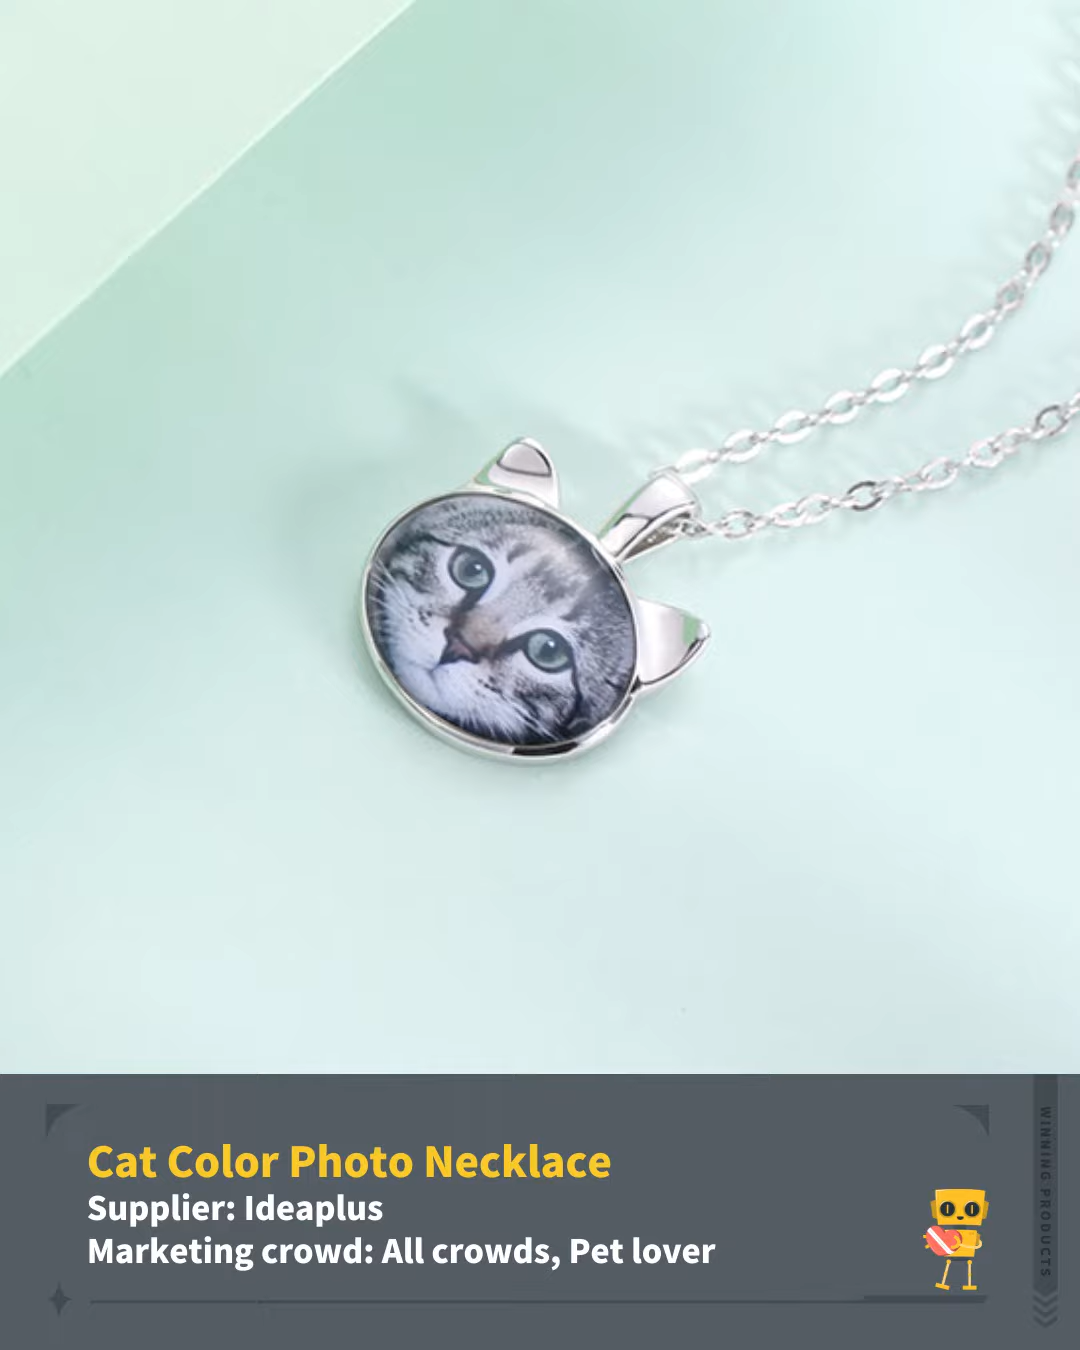 Cat Color Photo Necklace
Supplier: Ideaplus
Marketing crowd: All crowds, Pet lover
WINNING PRODUCTS